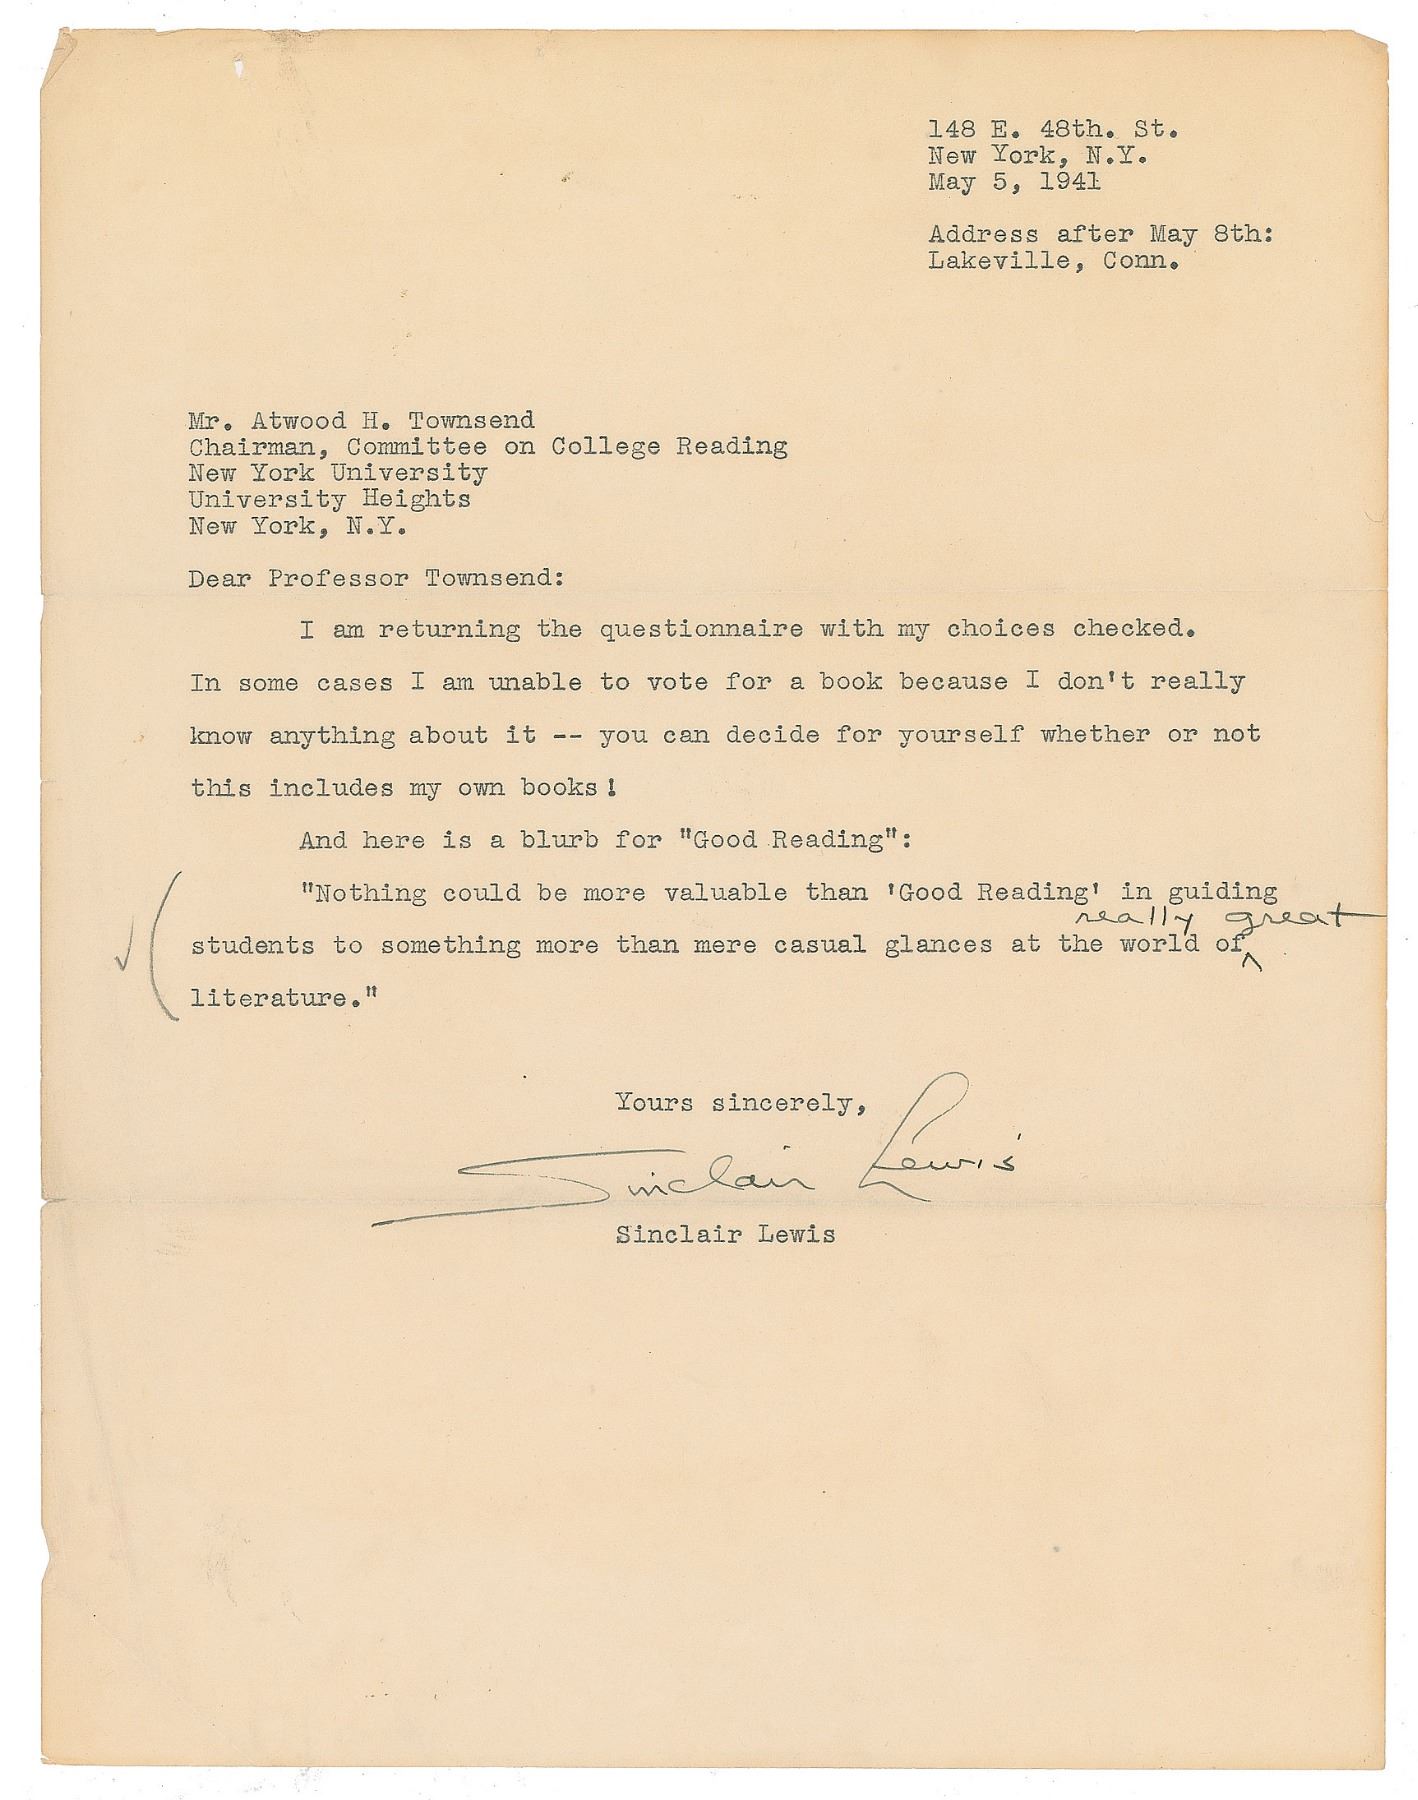 148 E. 48th. St.
New York, N.Y.
May 5, 1941
Address after May 8th:
Lakeville, Conn.
Mr. Atwood H. Townsend
Chairman, Committee on College Reading
New York University
University Heights
New York, N.Y.
Dear Professor Townsend:
I am returning the questionnaire with my choices checked.
In some cases I am unable to vote for a book because I don't really
know anything about it -- you can decide for yourself whether or not
this includes my own books!
And here is a blurb for "Good Reading":
"Nothing could be more valuable than 'Good Reading' in guiding
really great
students to something more than mere casual glances at the world of
literature."
Yours sincerely,
Sinclair Lewis
Sinclair Lewis